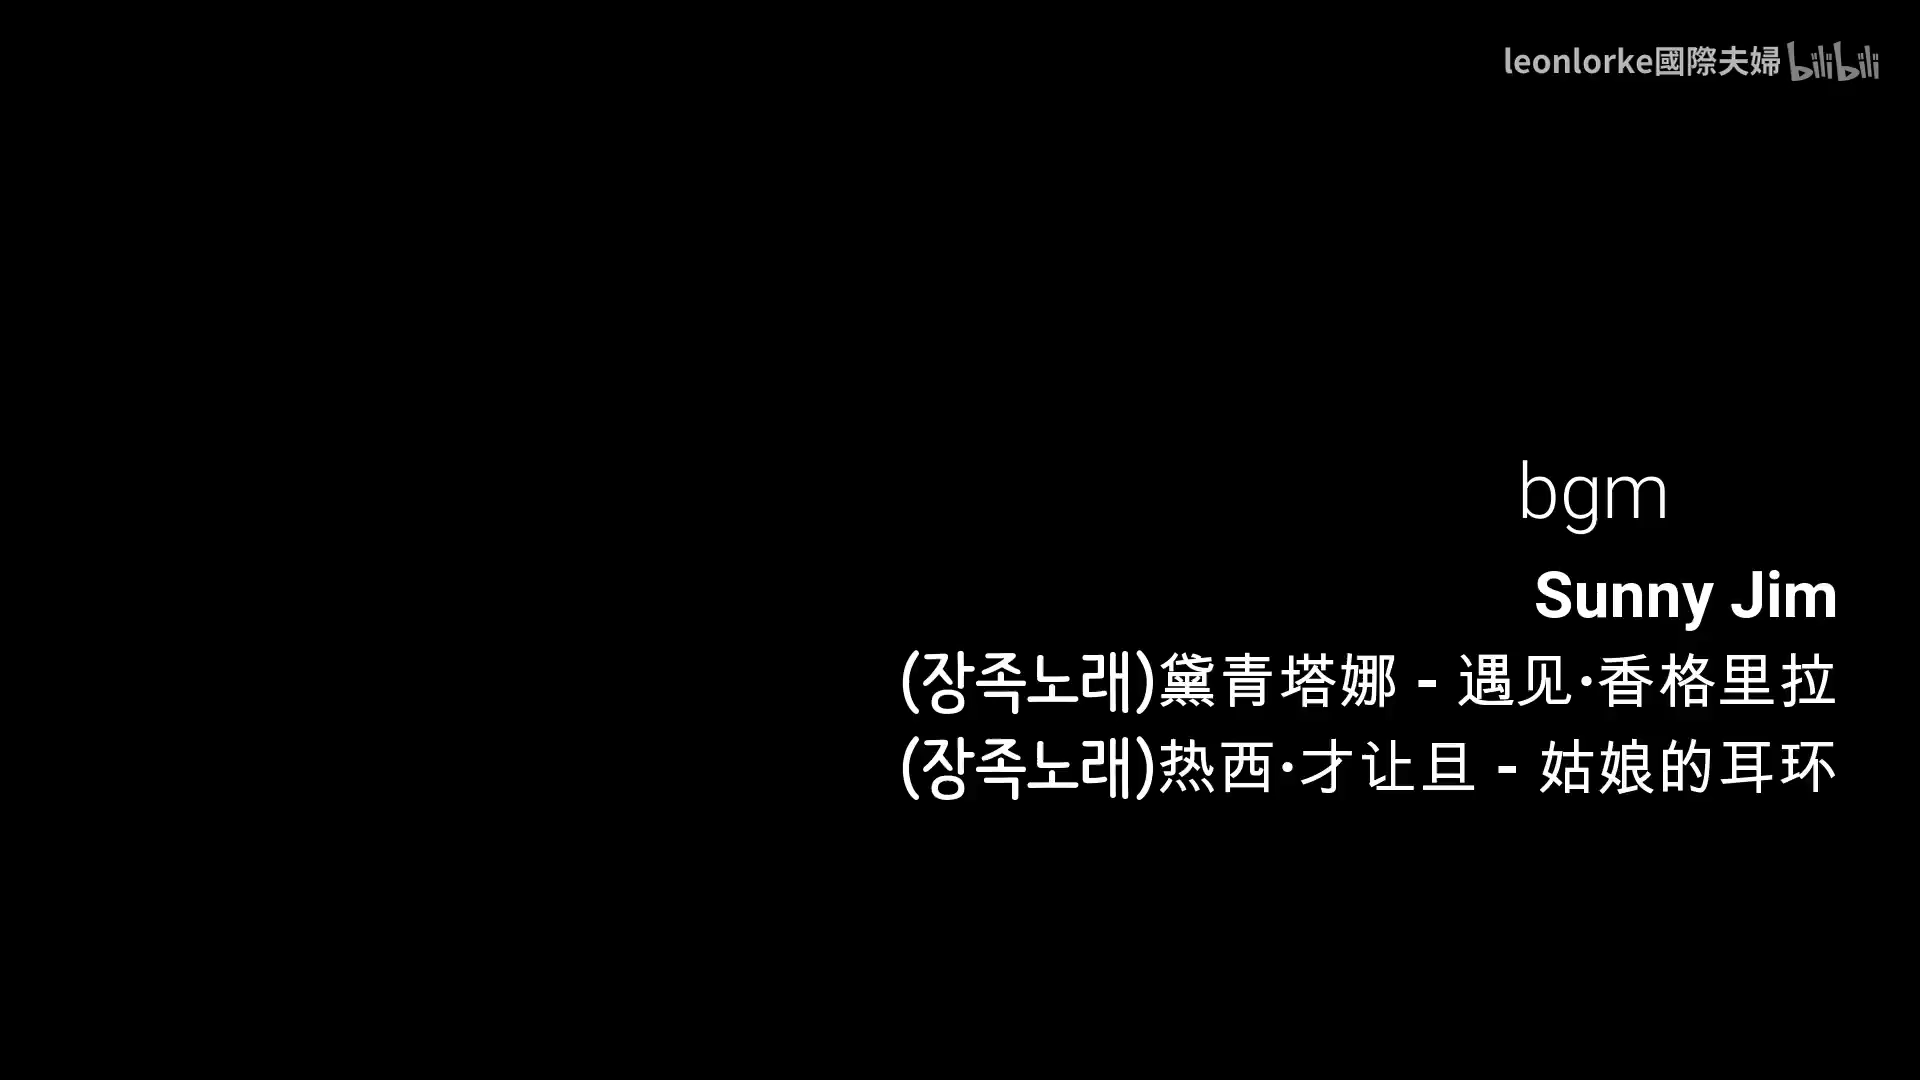 leonlorke國際夫婦 bilibili
bgm
Sunny Jim
(장족노래)黛青塔娜 - 遇见·香格里拉
(장족노래)热西·才让旦 - 姑娘的耳环